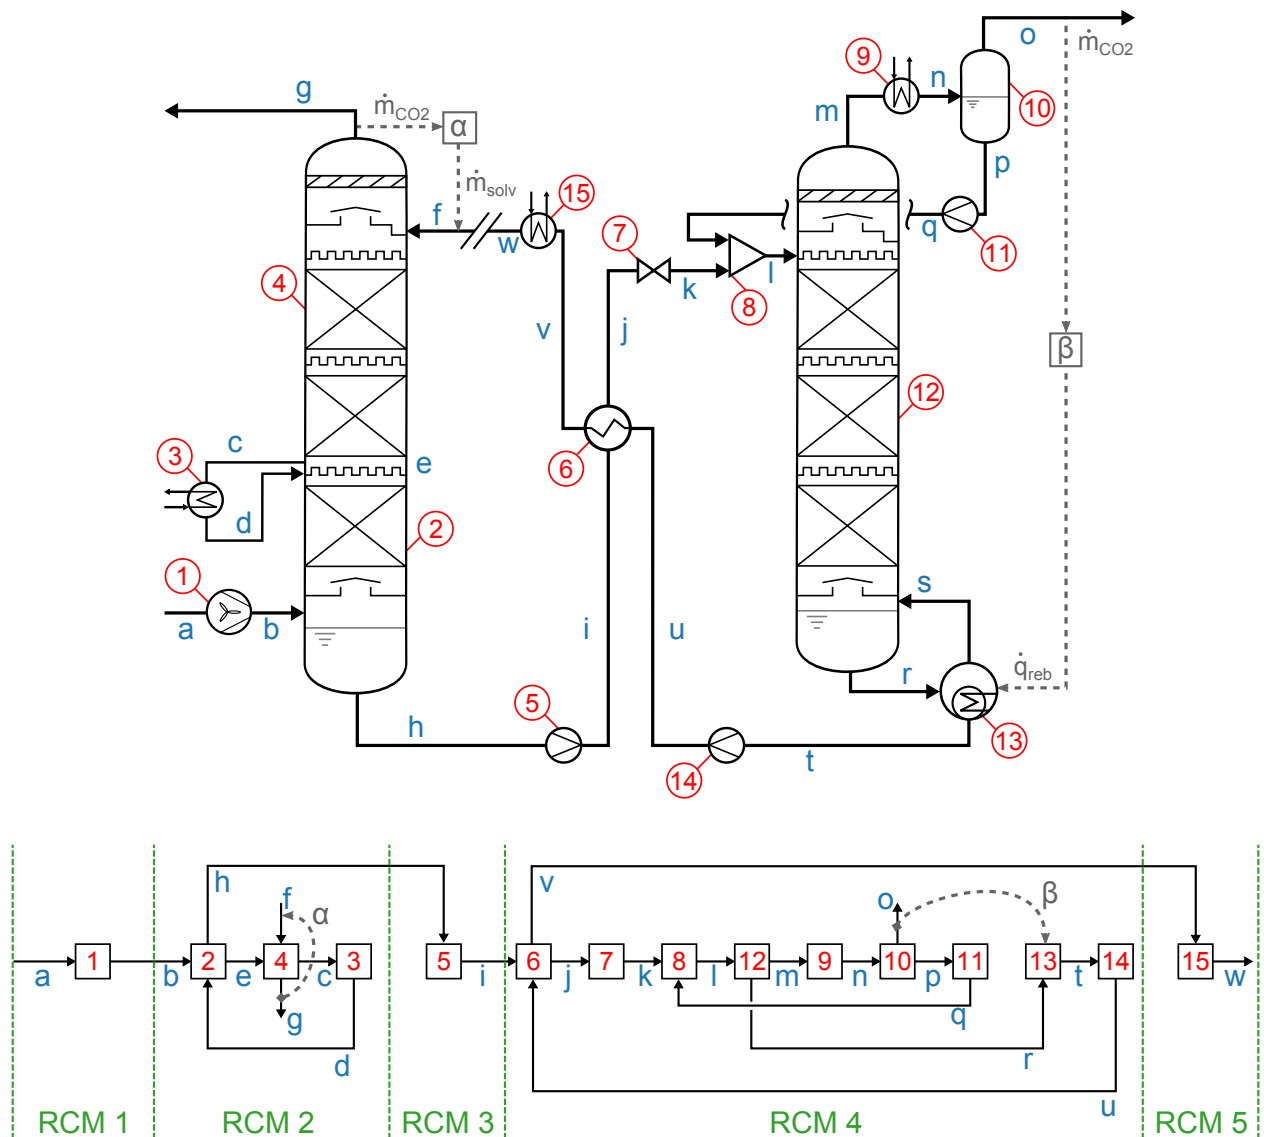 o
ṁCO2
9
n
10
g
m
ṁCO2
α
p
ṁsolv
15
f
w
7
q
11
4
k
l
8
v
j
β
12
c
3
e
6
d
2
1
s
a
b
i
u
r
q̇reb
5
h
13
14
t
h
v
f
α
o
β
1
2
4
3
5
6
7
8
12
9
10
11
13
14
15
a
b
e
c
i
j
k
l
m
n
p
t
w
g
q
d
r
u
RCM 1
RCM 2
RCM 3
RCM 4
RCM 5